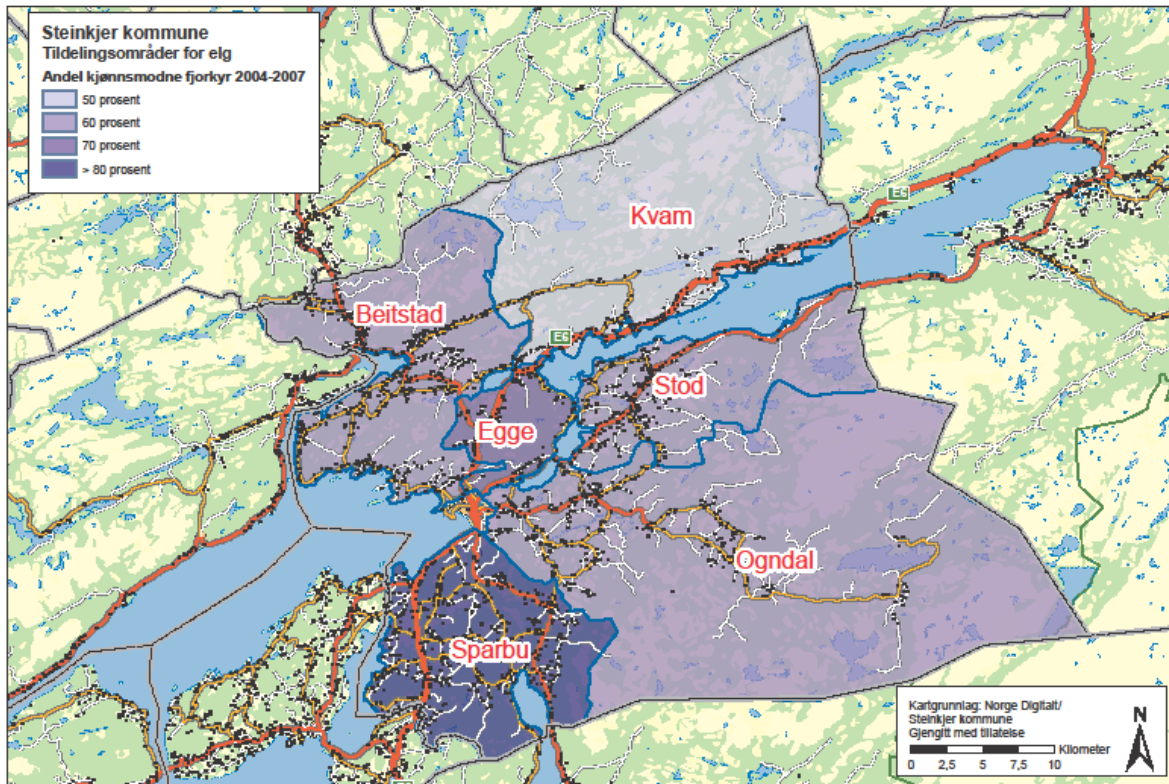 Steinkjer kommune
Tildelingsområder for elg
Andel kjønnsmodne fjorkyr 2004-2007
50 prosent
60 prosent
70 prosent
> 80 prosent
Kvam
E6
Beitstad
E6
Stod
Egge
Ogndal
Sparbu
Kartgrunnlag: Norge Digitalt/
Steinkjer kommune
Gjengitt med tillatelse
N
Kilometer
0 2,5 5 7,5 10